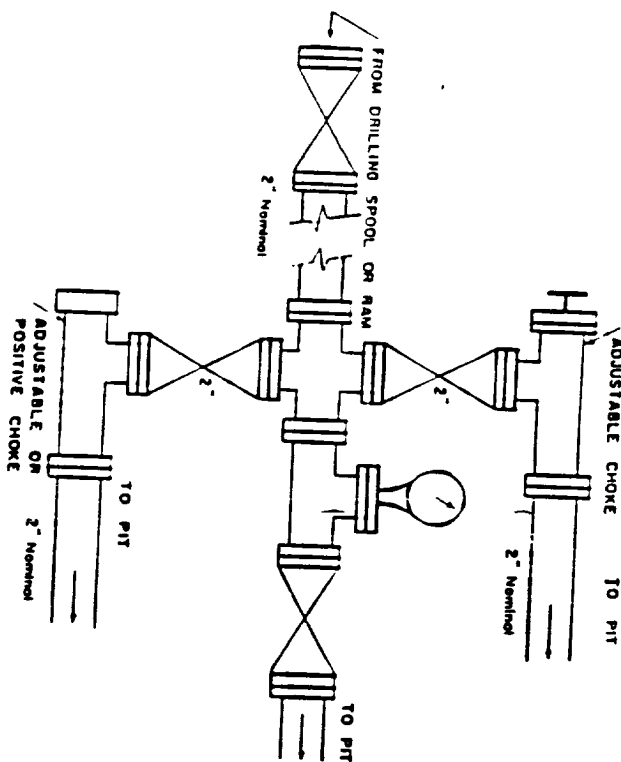 ADJUSTABLE CHOKE
TO PIT
2" Nominal
2"
FROM DRILLING SPOOL OR RAM
2" Nominal
TO PIT
2"
ADJUSTABLE OR
POSITIVE CHOKE
TO PIT
2" Nominal